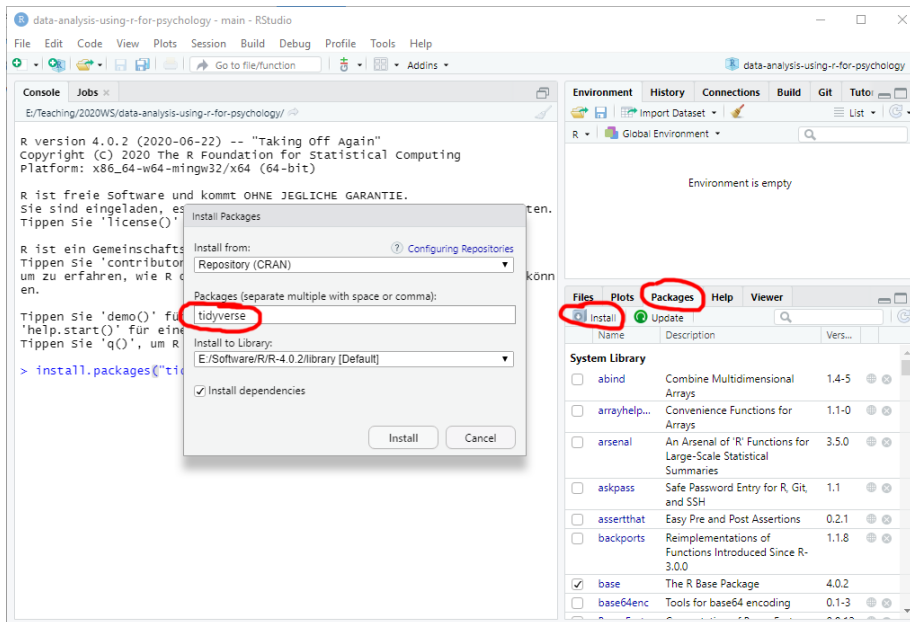 data-analysis-using-r-for-psychology - main - RStudio
File Edit Code View Plots Session Build Debug Profile Tools Help
Go to file/function Addins data-analysis-using-r-for-psychology
Console Jobs
E:/Teaching/2020WS/data-analysis-using-r-for-psychology/
R version 4.0.2 (2020-06-22) -- "Taking Off Again"
Copyright (C) 2020 The R Foundation for Statistical Computing
Platform: x86_64-w64-mingw32/x64 (64-bit)
R ist freie Software und kommt OHNE JEGLICHE GARANTIE.
Sie sind eingeladen, es
ten.
Tippen Sie 'license()'
R ist ein Gemeinschafts
Tippen Sie 'contributor
um zu erfahren, wie R
könn
en.
Tippen Sie 'demo()' fü
'help.start()' für eine
Tippen Sie 'q()', um R
> install.packages("tid
Install Packages
Install from:
? Configuring Repositories
Repository (CRAN)
Packages (separate multiple with space or comma):
tidyverse
Install to Library:
E:/Software/R/R-4.0.2/library [Default]
Install dependencies
Install Cancel
Environment History Connections Build Git Tutor
Import Dataset List
R Global Environment
Environment is empty
Files Plots Packages Help Viewer
Install Update
Name Description Vers...
System Library
abind Combine Multidimensional Arrays 1.4-5
arrayhelp... Convenience Functions for Arrays 1.1-0
arsenal An Arsenal of 'R' Functions for Large-Scale Statistical Summaries 3.5.0
askpass Safe Password Entry for R, Git, and SSH 1.1
assertthat Easy Pre and Post Assertions 0.2.1
backports Reimplementations of Functions Introduced Since R-3.0.0 1.1.8
base The R Base Package 4.0.2
base64enc Tools for base64 encoding 0.1-3